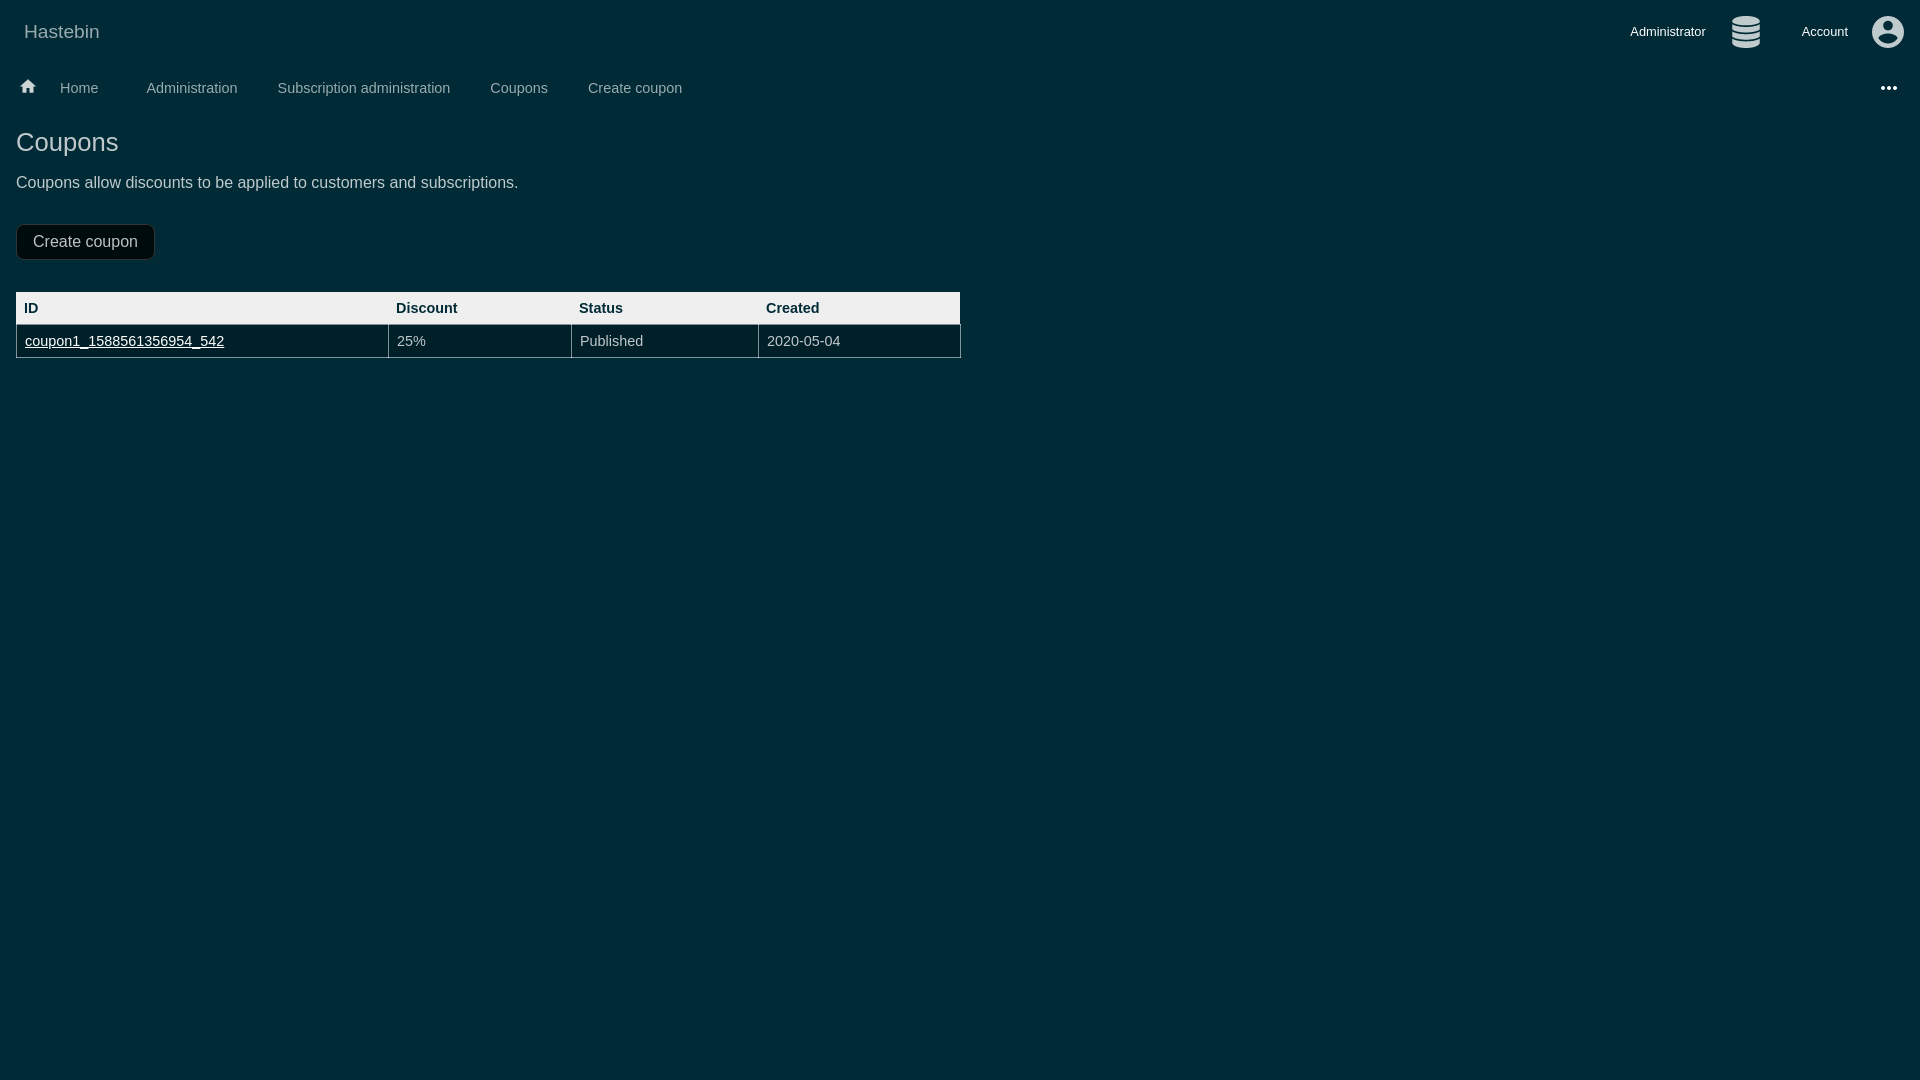 Hastebin
Administrator
Account
Home
Administration
Subscription administration
Coupons
Create coupon
Coupons
Coupons allow discounts to be applied to customers and subscriptions.
Create coupon
ID Discount Status Created
coupon1_1588561356954_542 25% Published 2020-05-04